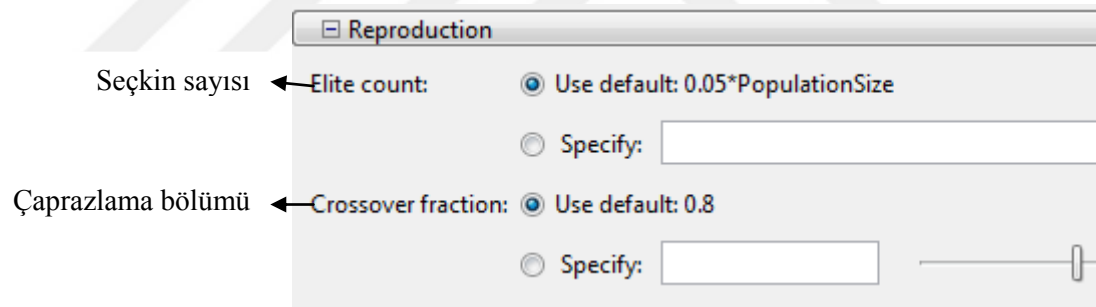 Reproduction
Seçkin sayısı Elite count: Use default: 0.05*PopulationSize
Specify:
Çaprazlama bölümü Crossover fraction: Use default: 0.8
Specify: